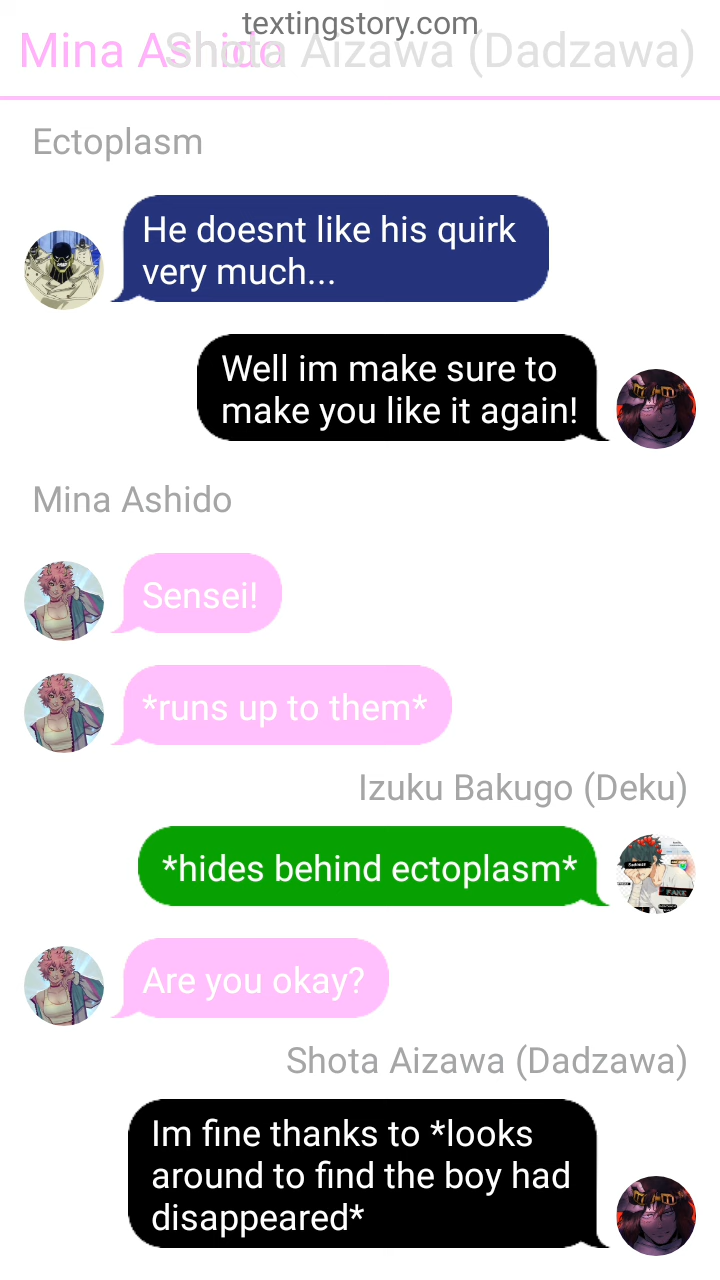 textingstory.com
Mina Ashido
Shota Aizawa (Dadzawa)
Ectoplasm
He doesnt like his quirk
very much...
Well im make sure to
make you like it again!
Mina Ashido
Sensei!
*runs up to them*
Izuku Bakugo (Deku)
*hides behind ectoplasm*
Sadness
FAKE
Are you okay?
Shota Aizawa (Dadzawa)
Im fine thanks to *looks
around to find the boy had
disappeared*